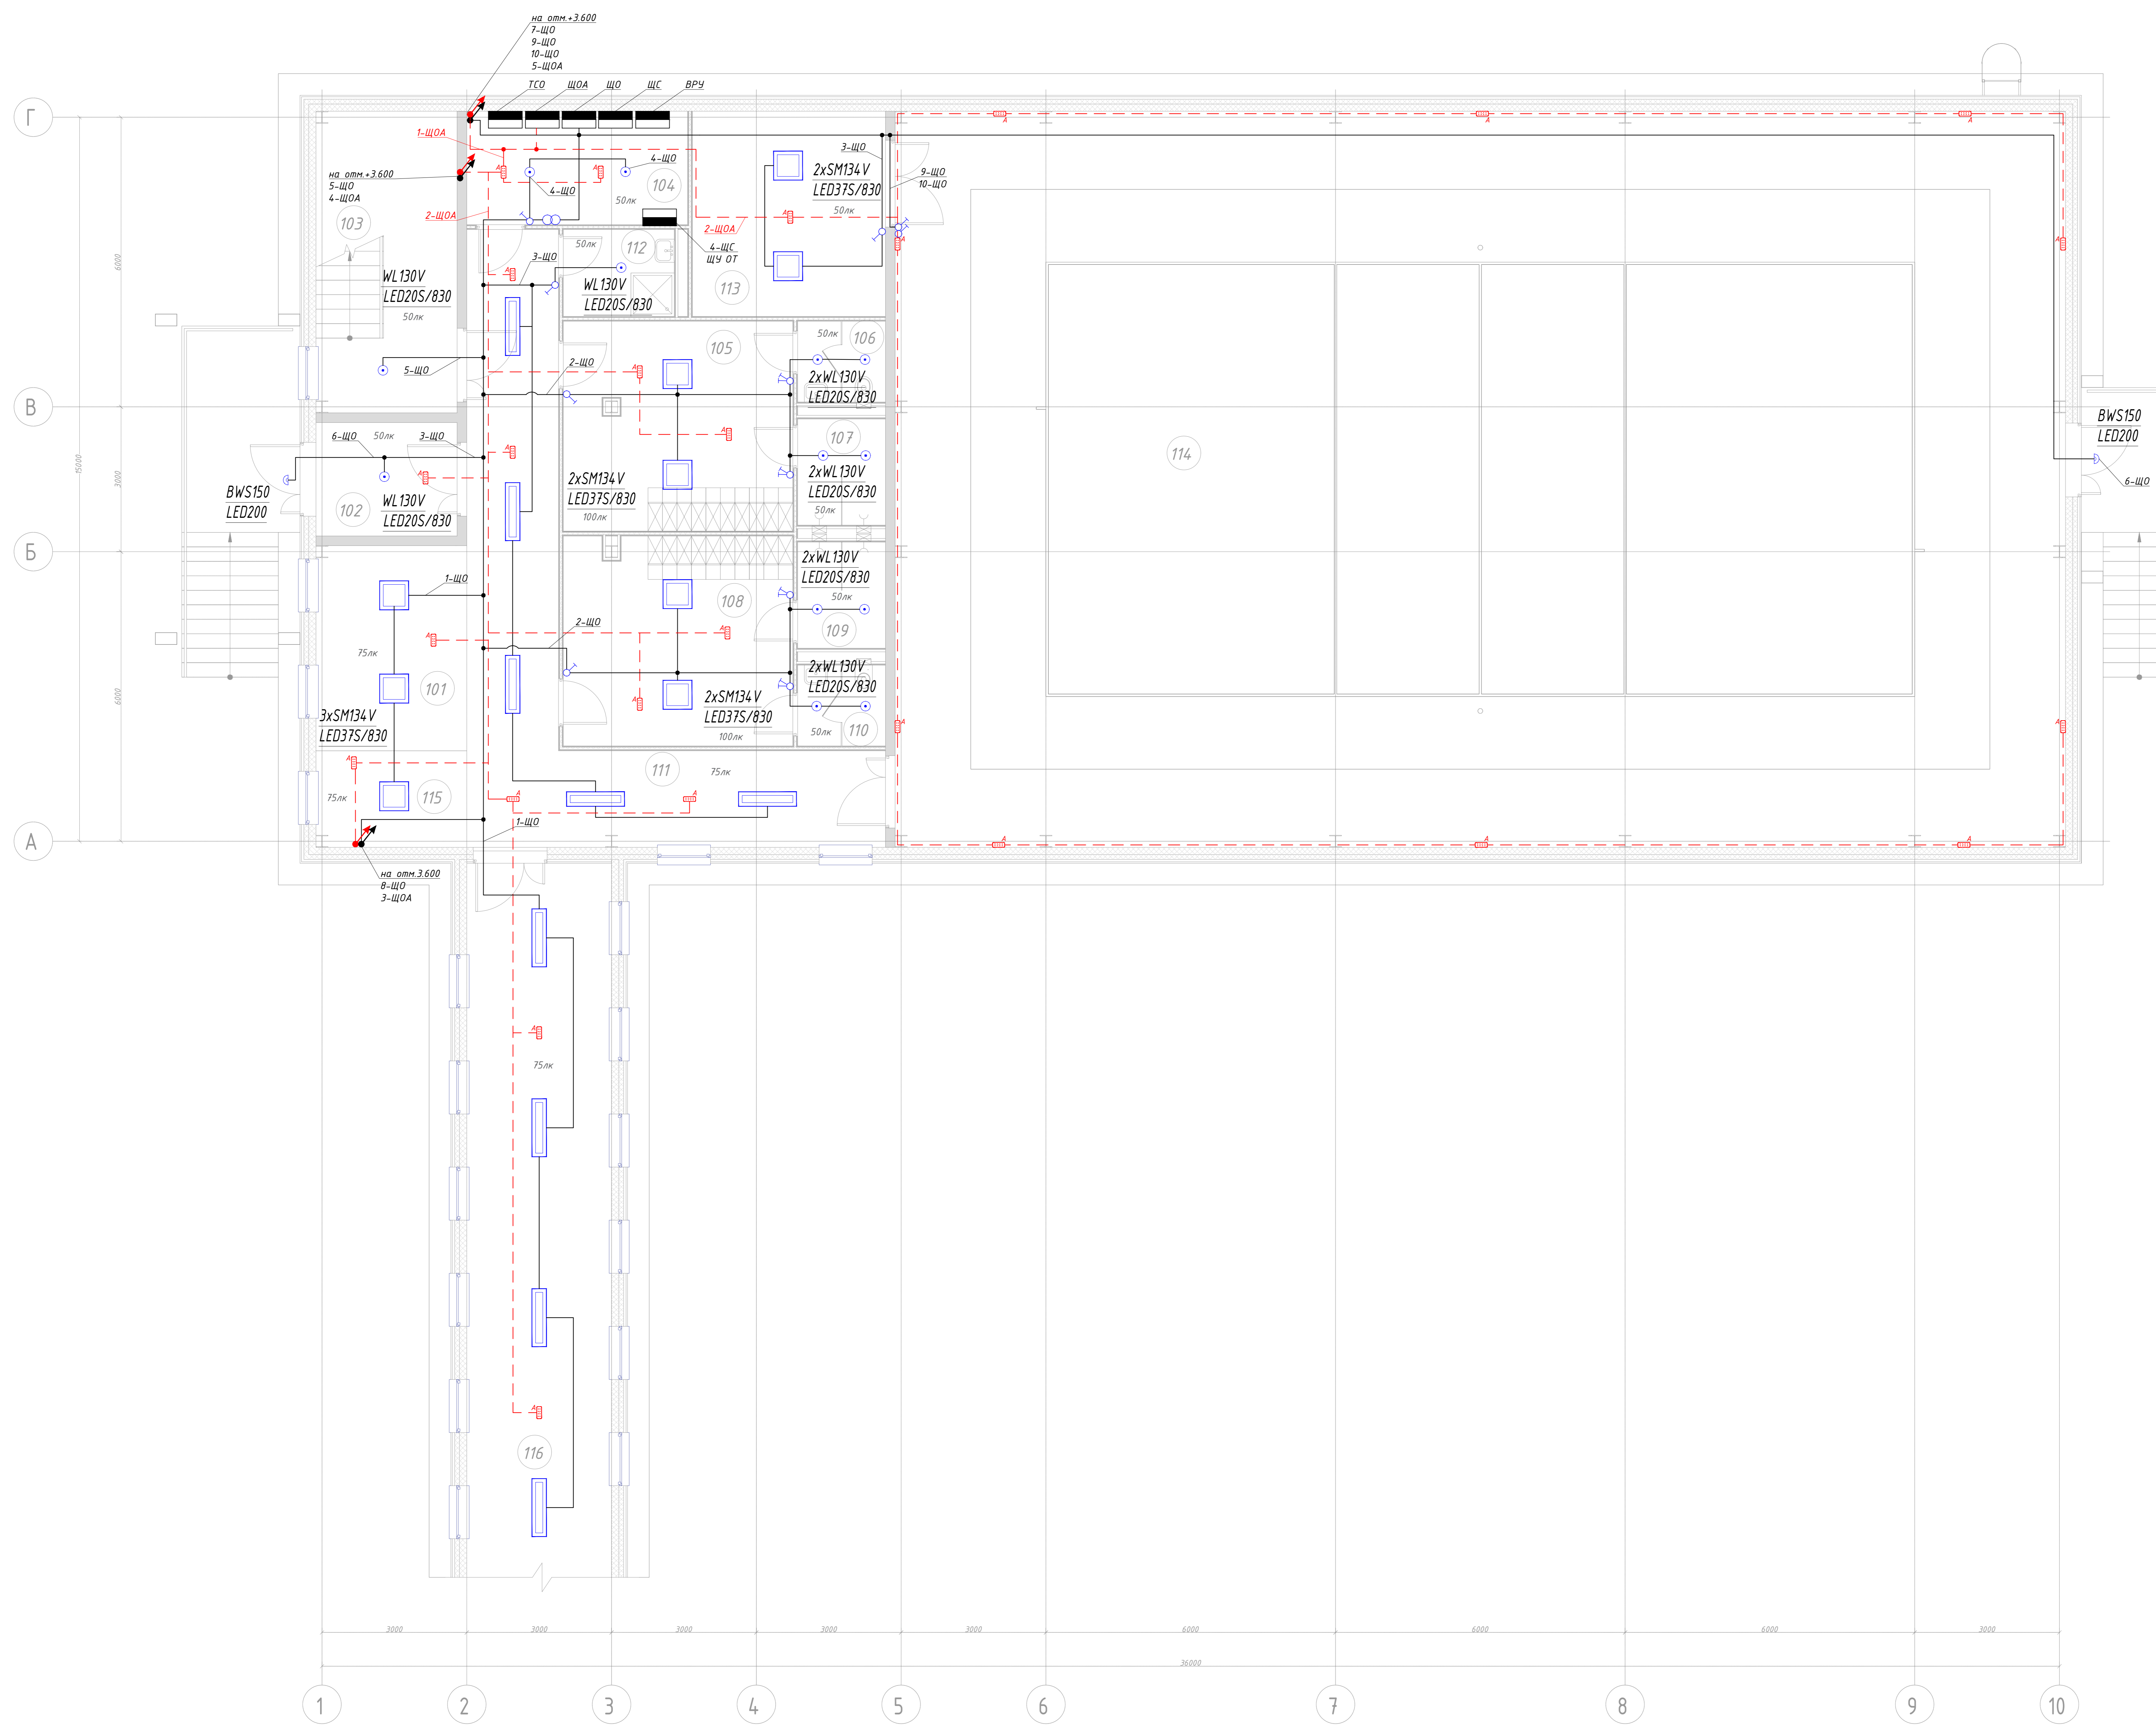 на отм.+3.600
7-ЩО
9-ЩО
10-ЩО
5-ЩОА
ТСО
ЩОА
ЩО
ЩС
ВРУ
Г
А
А
А
1-ЩОА
3-ЩО
4-ЩО
А
А
на отм.+3.600
5-ЩО
4-ЩОА
2xSM134V
LED37S/830
50лк
9-ЩО
10-ЩО
104
4-ЩО
50лк
103
2-ЩОА
А
2-ЩОА
А
А
112
50лк
4-ЩС
ЩУ ОТ
3-ЩО
А
113
WL130V
LED20S/830
50лк
WL130V
LED20S/830
105
50лк
106
5-ЩО
2-ЩО
А
2xWL130V
LED20S/830
В
BWS150
LED200
6-ЩО
50лк
3-ЩО
А
107
114
А
А
2xSM134V
LED37S/830
100лк
2xWL130V
LED20S/830
50лк
6-ЩО
BWS150
LED200
102
WL130V
LED20S/830
Б
2xWL130V
LED20S/830
50лк
1-ЩО
108
2-ЩО
А
А
109
75лк
101
2xWL130V
LED20S/830
2xSM134V
LED37S/830
100лк
А
50лк
110
А
А
3xSM134V
LED37S/830
А
111
75лк
75лк
115
А
А
1-ЩО
А
А
А
А
на отм.3.600
8-ЩО
3-ЩОА
А
75лк
А
116
6000
3000
6000
15000
3000
3000
3000
3000
3000
6000
6000
6000
3000
36000
1
2
3
4
5
6
7
8
9
10